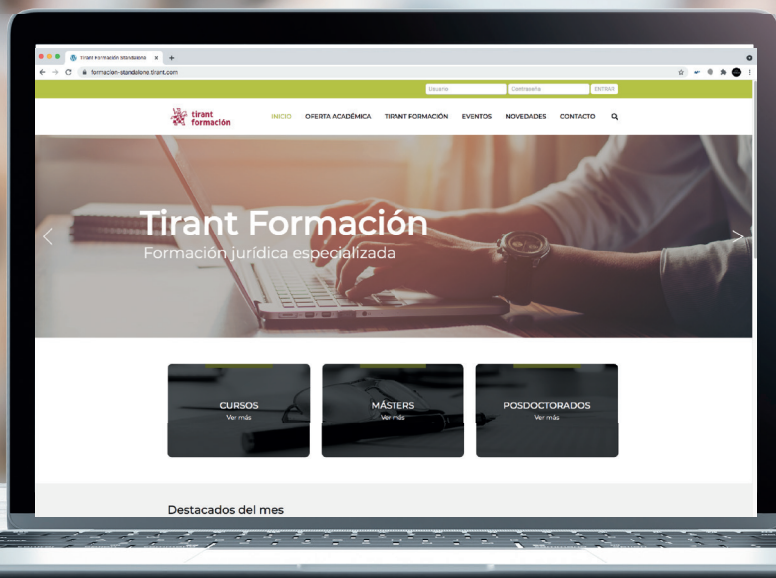 Tirant Formación Standalone
formacion-standalone.tirant.com
Usuario Contraseña ENTRAR
tirant
formación
INICIO OFERTA ACADÉMICA TIRANT FORMACIÓN EVENTOS NOVEDADES CONTACTO
Tirant Formación
Formación jurídica especializada
CURSOS MÁSTERS POSDOCTORADOS
Ver más Ver más Ver más
Destacados del mes